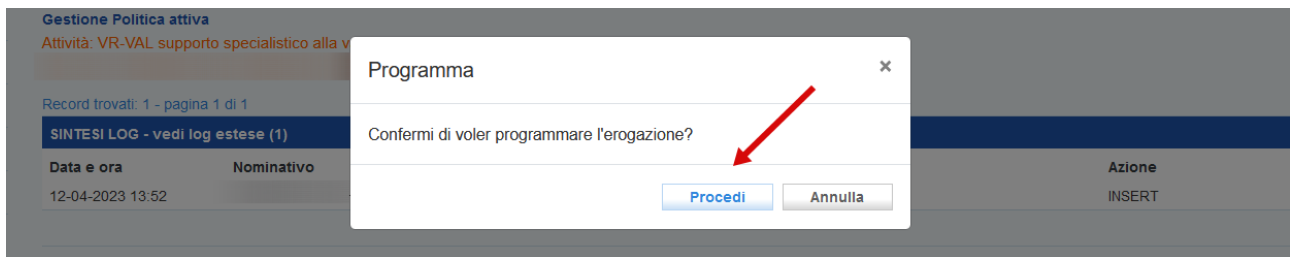 Gestione Politica attiva
Attività: VR-VAL supporto specialistico alla v
Programma ×
Record trovati: 1 - pagina 1 di 1
SINTESI LOG - vedi log estese (1)
Confermi di voler programmare l'erogazione?
Data e ora Nominativo Azione
12-04-2023 13:52 INSERT
Procedi Annulla